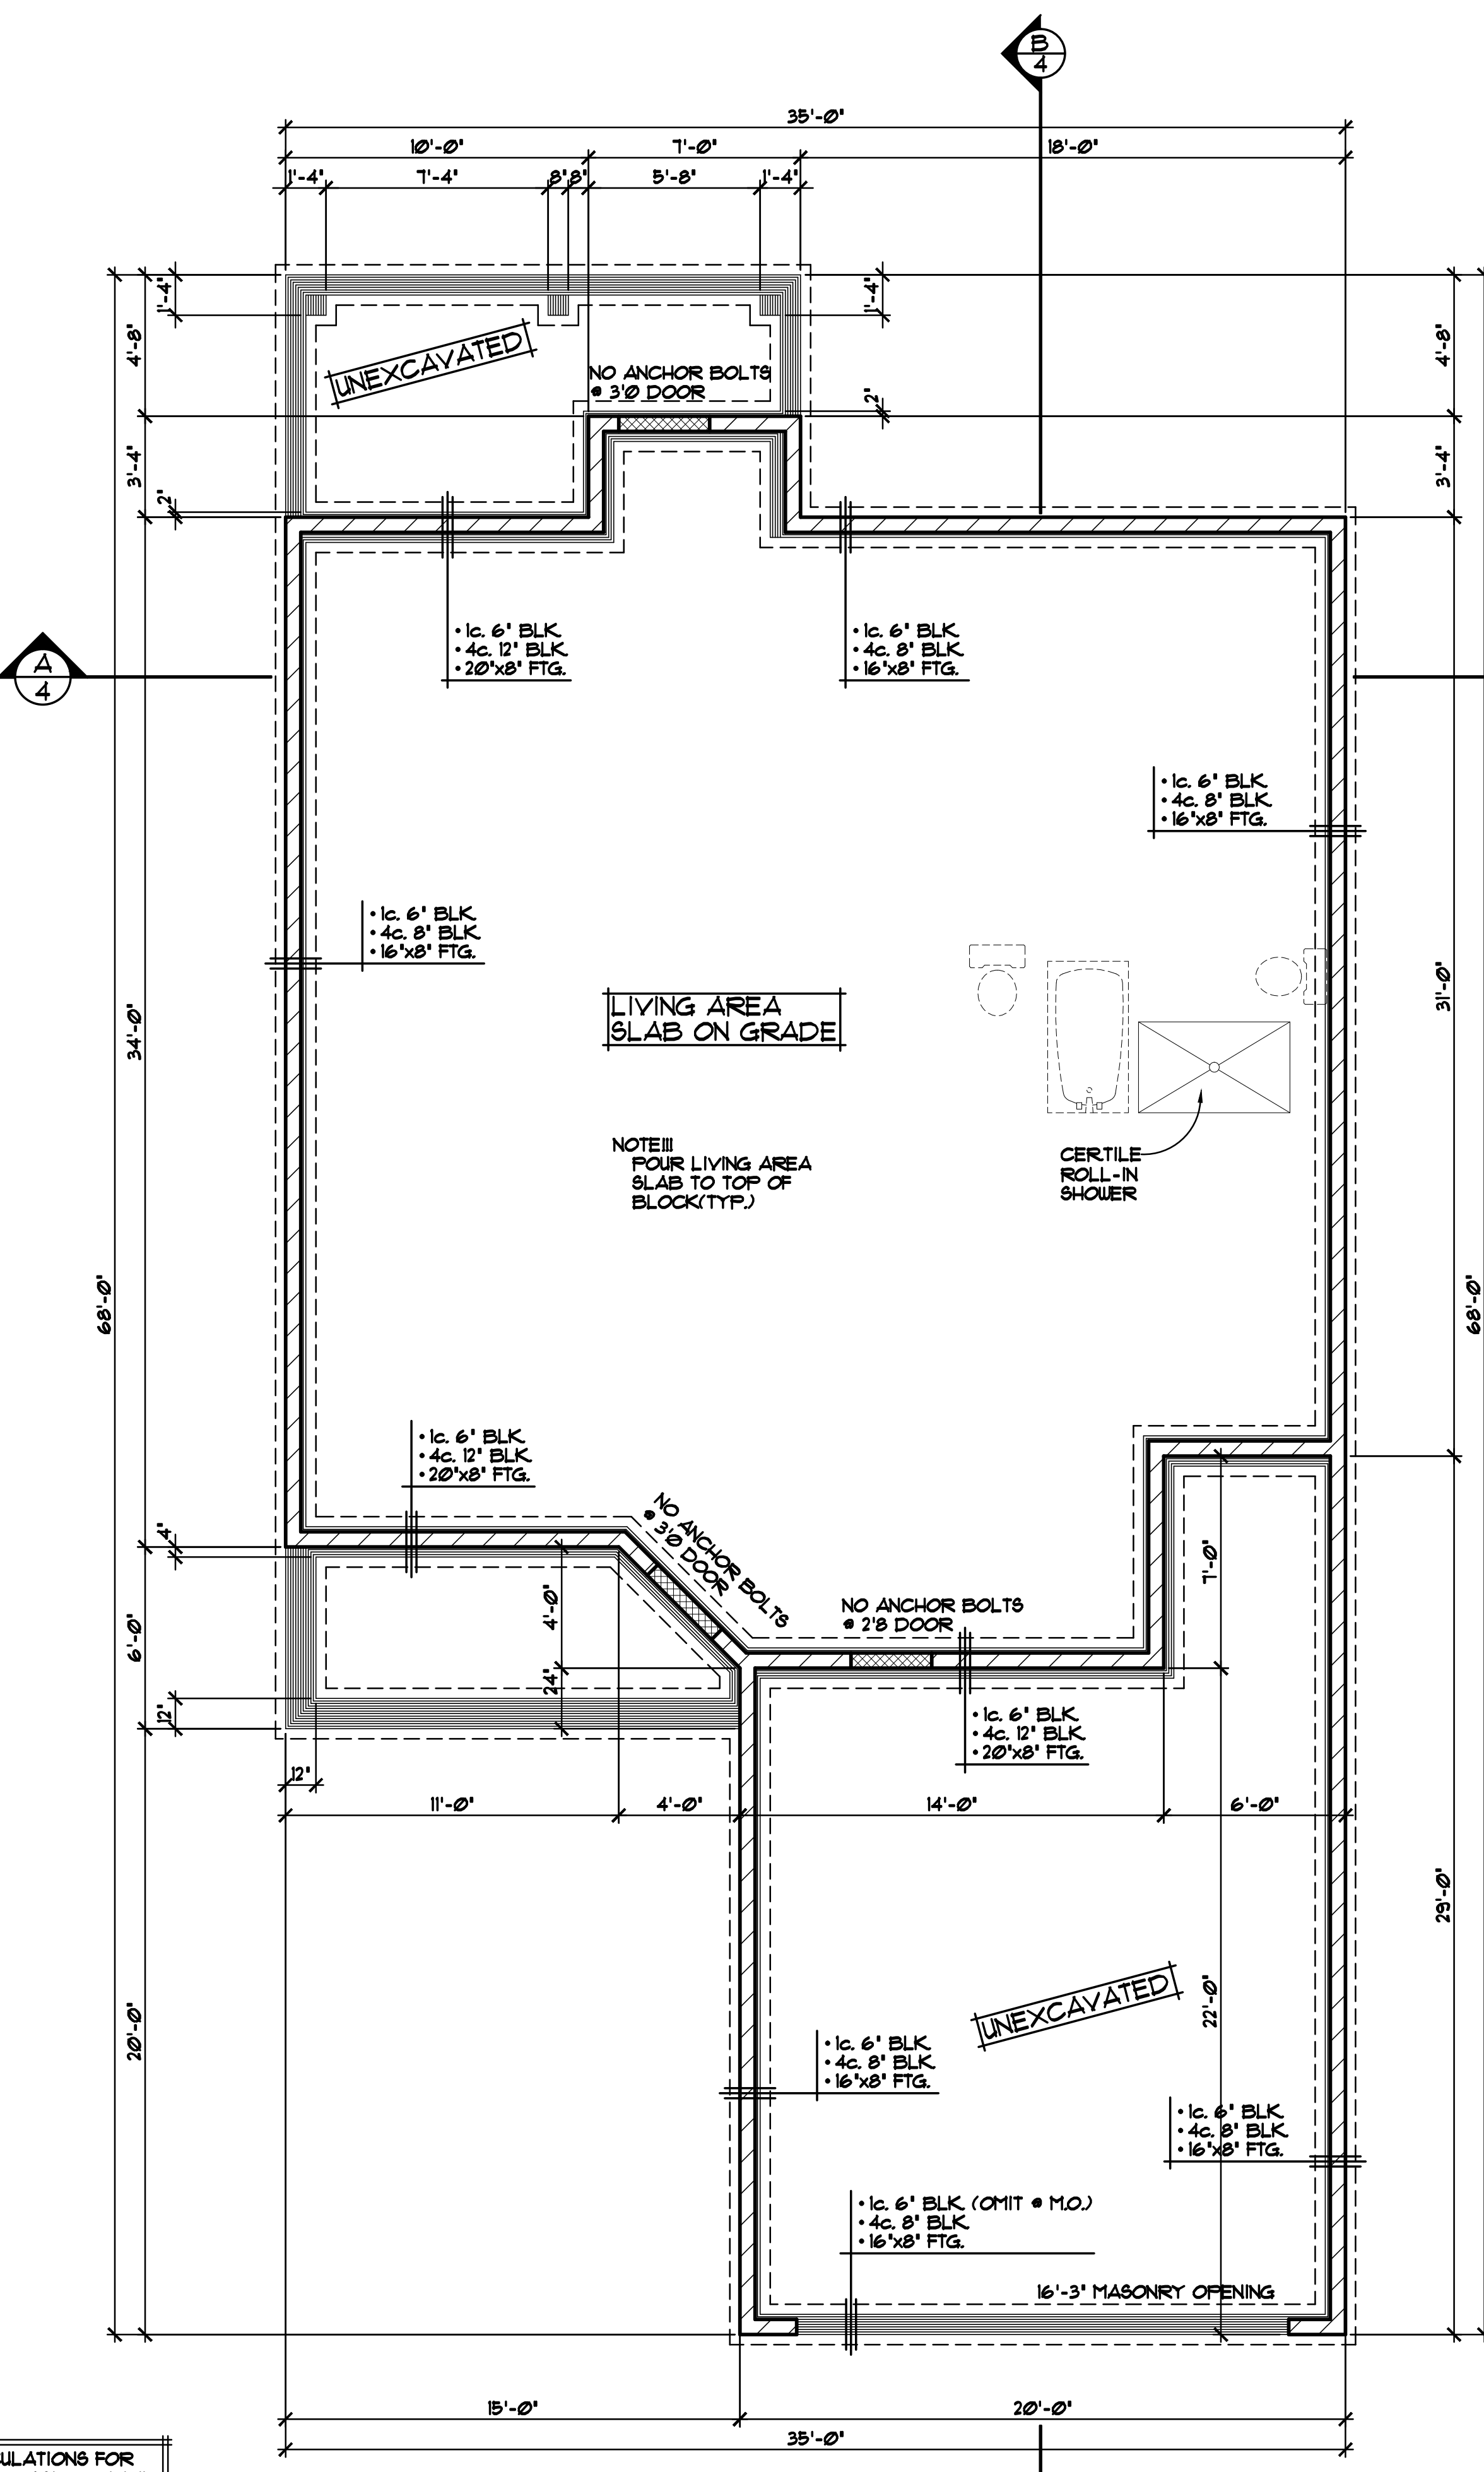 B
4
35'-0"
10'-0" 7'-0" 18'-0"
1'-4" 7'-4" 8" 8" 5'-8" 1'-4"
1'-4"
1'-4"
4'-8"
4'-8"
UNEXCAVATED
NO ANCHOR BOLTS
@ 3'0 DOOR
2"
3'-4"
3'-4"
2"
• 1c. 6" BLK.
• 4c. 12" BLK.
• 20"x8" FTG.
• 1c. 6" BLK.
• 4c. 8" BLK.
• 16"x8" FTG.
A
4
• 1c. 6" BLK.
• 4c. 8" BLK.
• 16"x8" FTG.
• 1c. 6" BLK.
• 4c. 8" BLK.
• 16"x8" FTG.
LIVING AREA
SLAB ON GRADE
34'-0"
31'-0"
NOTE!!!
POUR LIVING AREA
SLAB TO TOP OF
BLOCK(TYP.)
CERTILE
ROLL-IN
SHOWER
68'-0"
68'-0"
• 1c. 6" BLK.
• 4c. 12" BLK.
• 20"x8" FTG.
NO ANCHOR BOLTS
@ 3'0 DOOR
4"
7'-0"
4'-0"
6'-0"
NO ANCHOR BOLTS
@ 2'8 DOOR
24"
12"
• 1c. 6" BLK.
• 4c. 12" BLK.
• 20"x8" FTG.
12"
11'-0" 4'-0" 14'-0" 6'-0"
29'-0"
UNEXCAVATED
22'-0"
20'-0"
• 1c. 6" BLK.
• 4c. 8" BLK.
• 16"x8" FTG.
• 1c. 6" BLK.
• 4c. 8" BLK.
• 16"x8" FTG.
• 1c. 6" BLK. (OMIT @ M.O.)
• 4c. 8" BLK.
• 16"x8" FTG.
16'-3" MASONRY OPENING
15'-0" 20'-0"
35'-0"
ULATIONS FOR